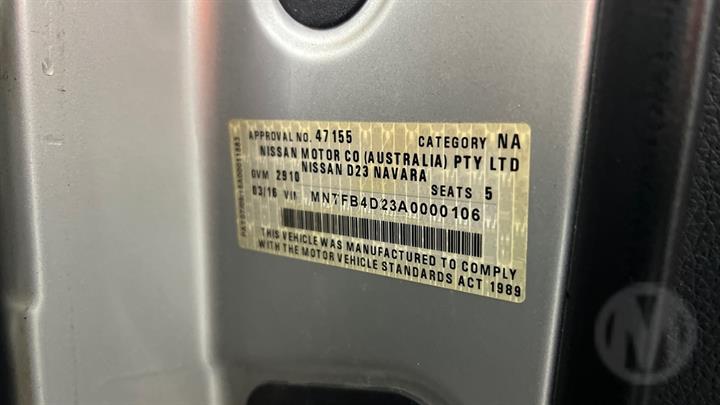 APPROVAL NO. 47155 CATEGORY NA
NISSAN MOTOR CO (AUSTRALIA) PTY LTD
NISSAN D23 NAVARA
GVM 2910 SEATS 5
03/16 VIN MNTFB4D23A0000106
THIS VEHICLE WAS MANUFACTURED TO COMPLY
WITH THE MOTOR VEHICLE STANDARDS ACT 1989
M